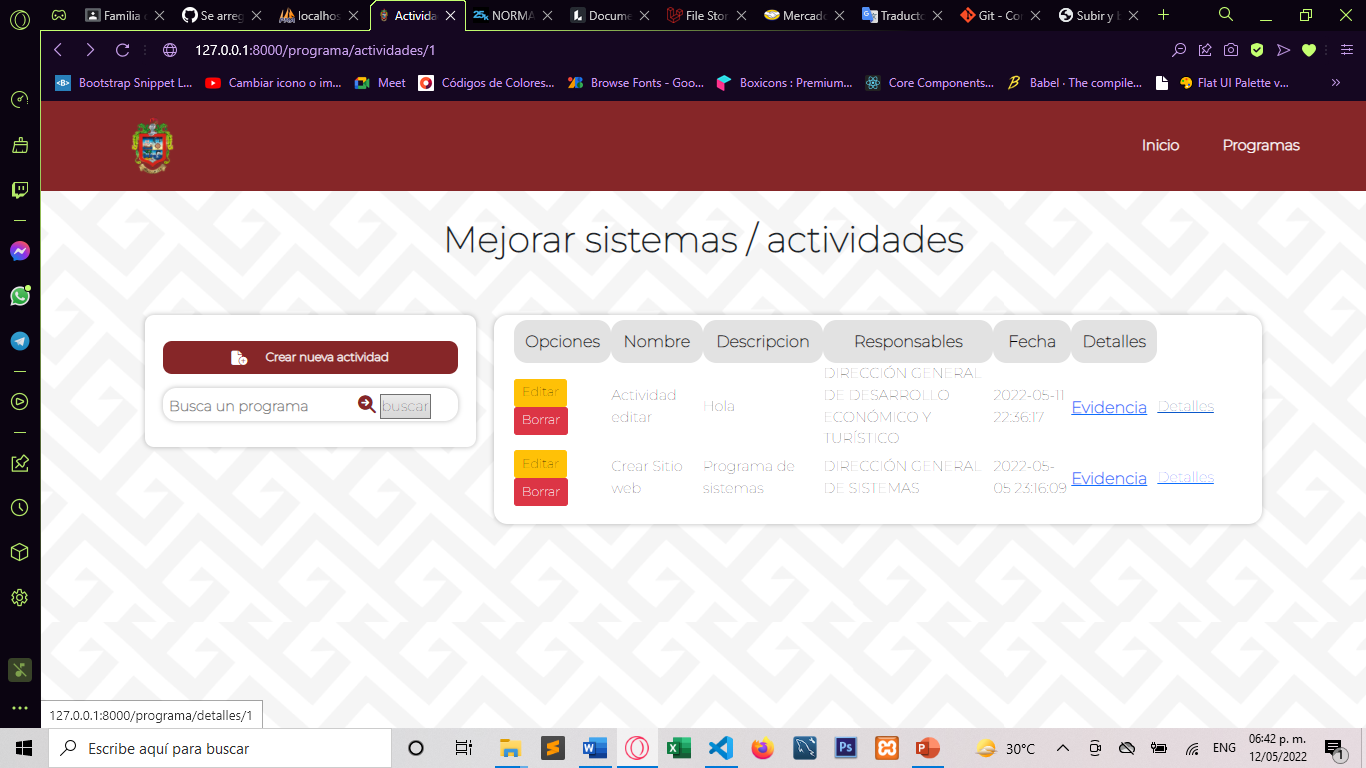 Familia
Se arreg
localhos
Activida
NORMA
Docume
File Stor
Mercad
Traducto
Git - Cor
Subir y b
127.0.0.1:8000/programa/actividades/1
Bootstrap Snippet L...
Cambiar icono o im...
Meet
Códigos de Colores...
Browse Fonts - Goo...
Boxicons : Premium...
Core Components...
Babel · The compile...
Flat UI Palette v...
Inicio
Programas
Mejorar sistemas / actividades
Crear nueva actividad
Busca un programa
buscar
Opciones Nombre Descripcion Responsables Fecha Detalles
Editar
Borrar
Actividad
editar
Hola
DIRECCIÓN GENERAL
DE DESARROLLO
ECONÓMICO Y
TURÍSTICO
2022-05-11
22:36:17
Evidencia
Detalles
Editar
Borrar
Crear Sitio
web
Programa de
sistemas
DIRECCIÓN GENERAL
DE SISTEMAS
2022-05-
05 23:16:09
Evidencia
Detalles
127.0.0.1:8000/programa/detalles/1
Escribe aquí para buscar
30°C
ENG
06:42 p. m.
12/05/2022
1